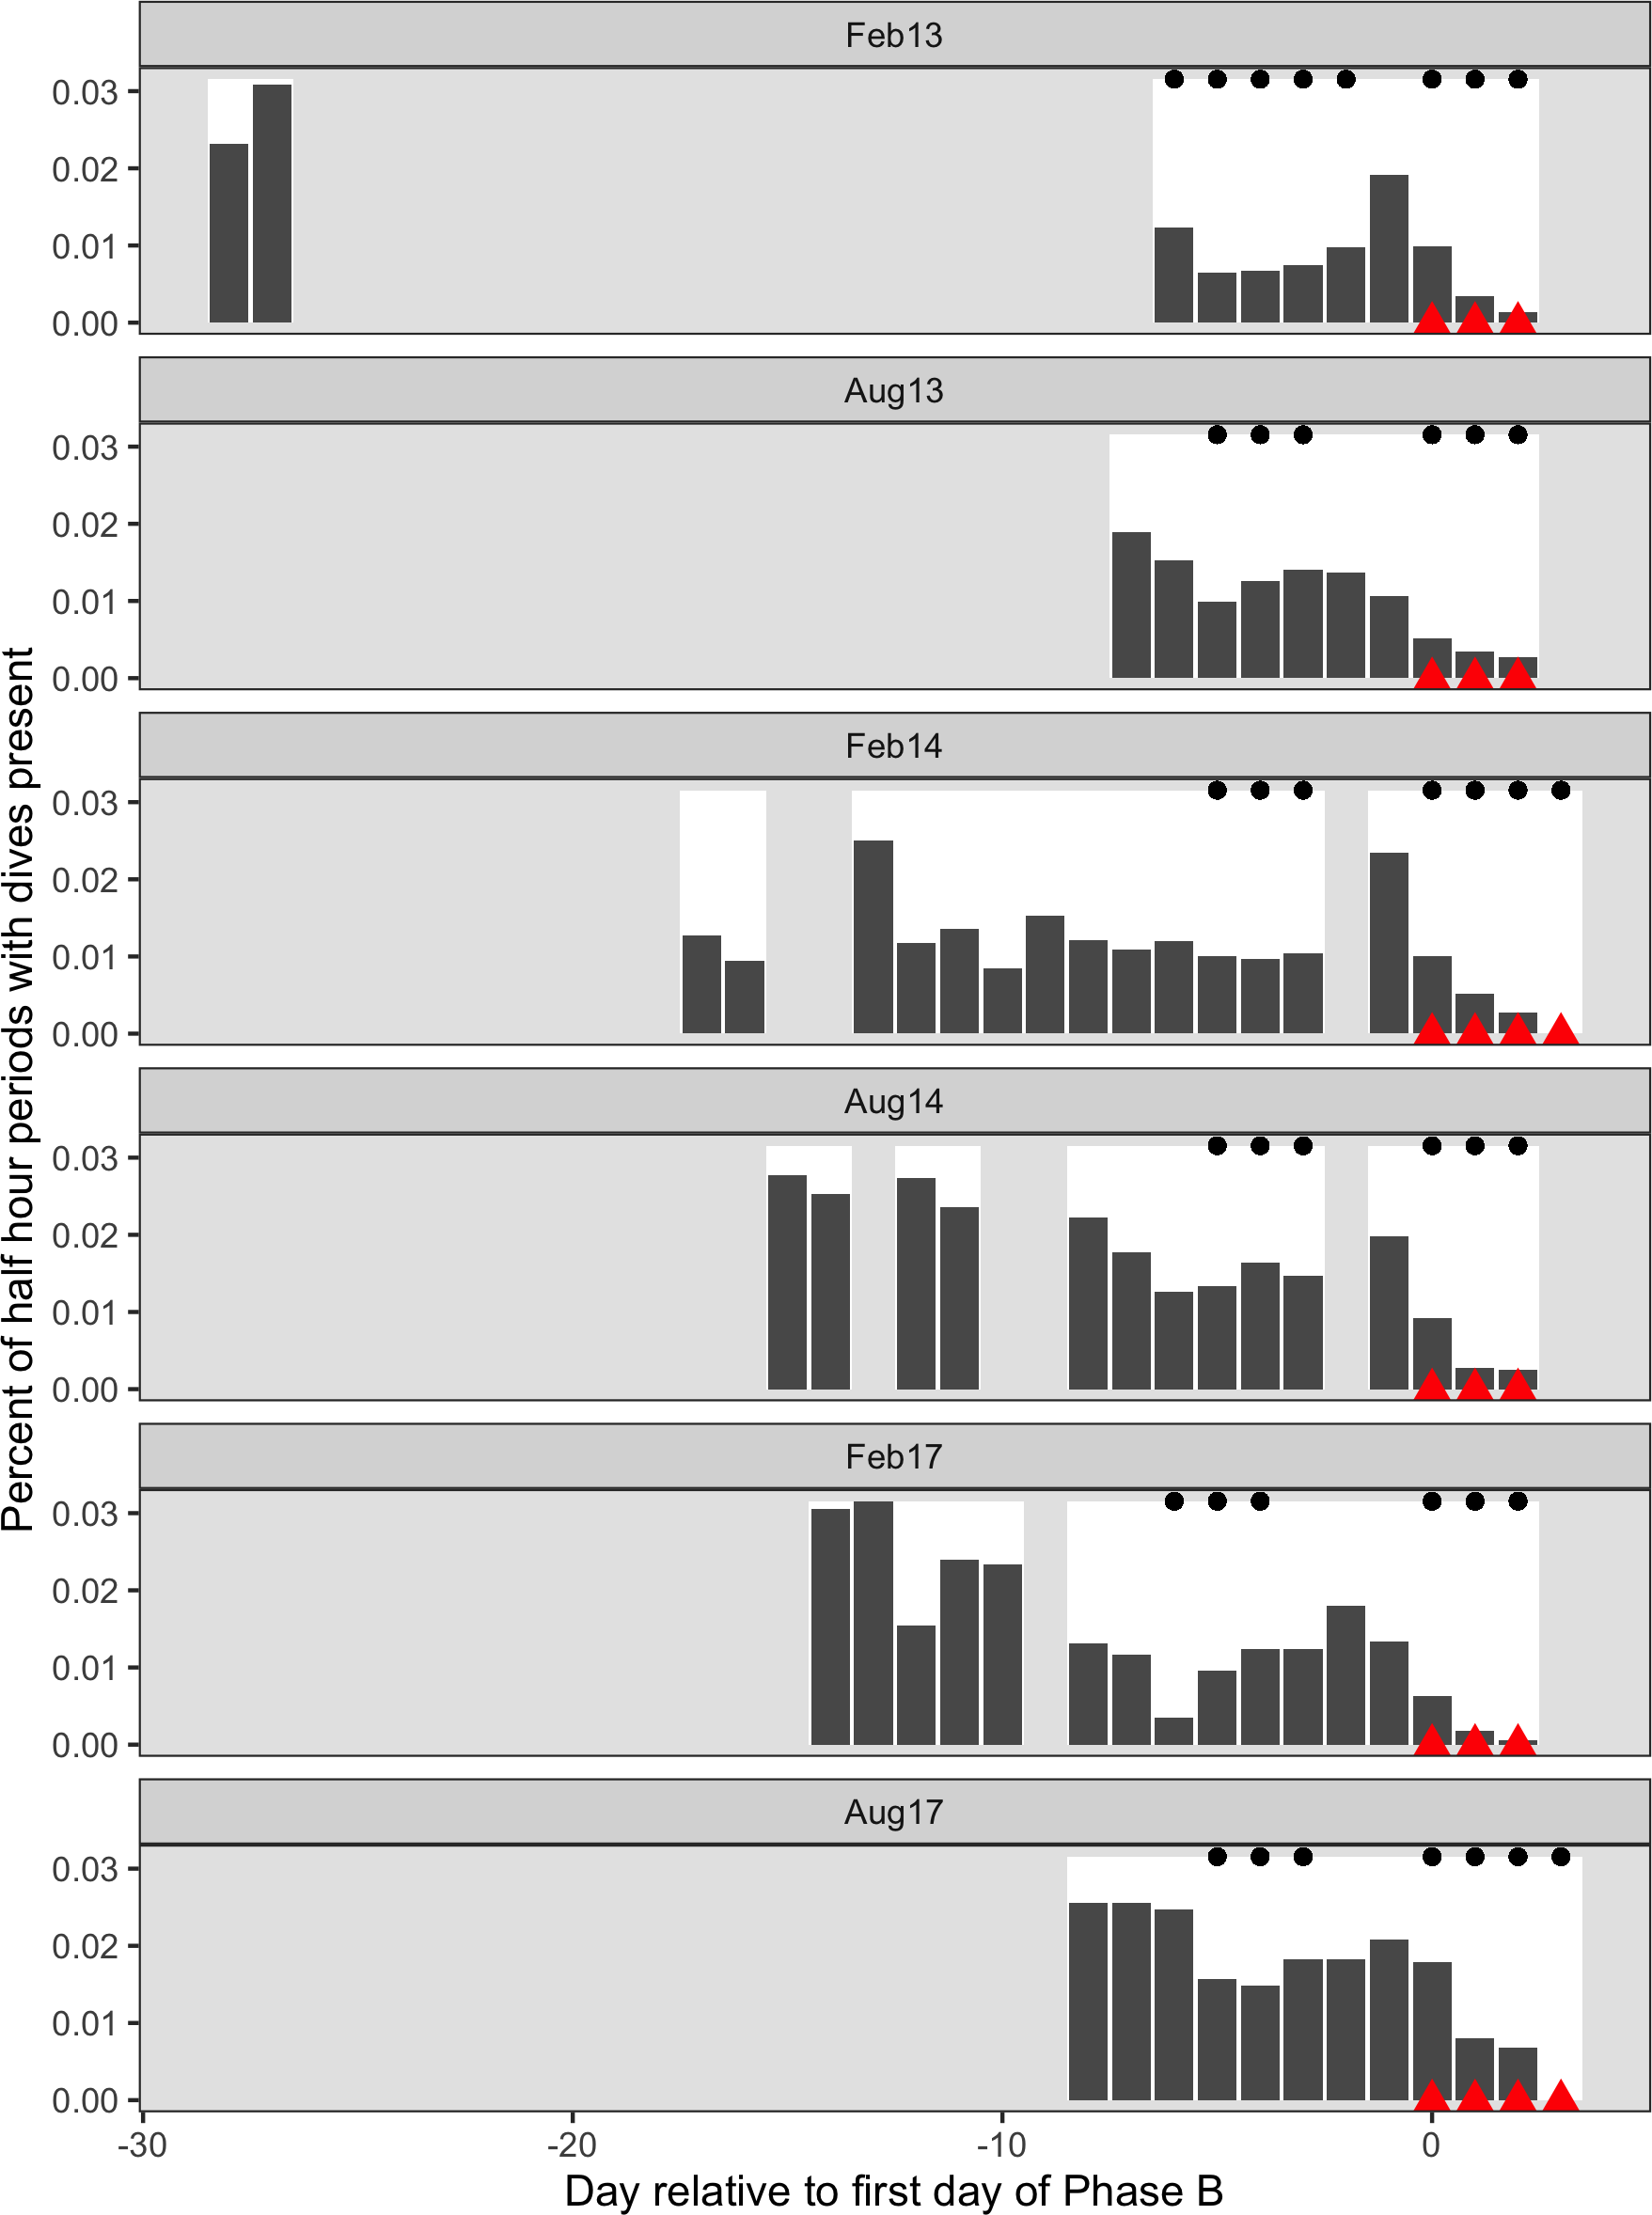 Percent of half hour periods with dives present
Feb13
0.03
0.02
0.01
0.00
Aug13
0.03
0.02
0.01
0.00
Feb14
0.03
0.02
0.01
0.00
Aug14
0.03
0.02
0.01
0.00
Feb17
0.03
0.02
0.01
0.00
Aug17
0.03
0.02
0.01
0.00
-30 -20 -10 0
Day relative to first day of Phase B